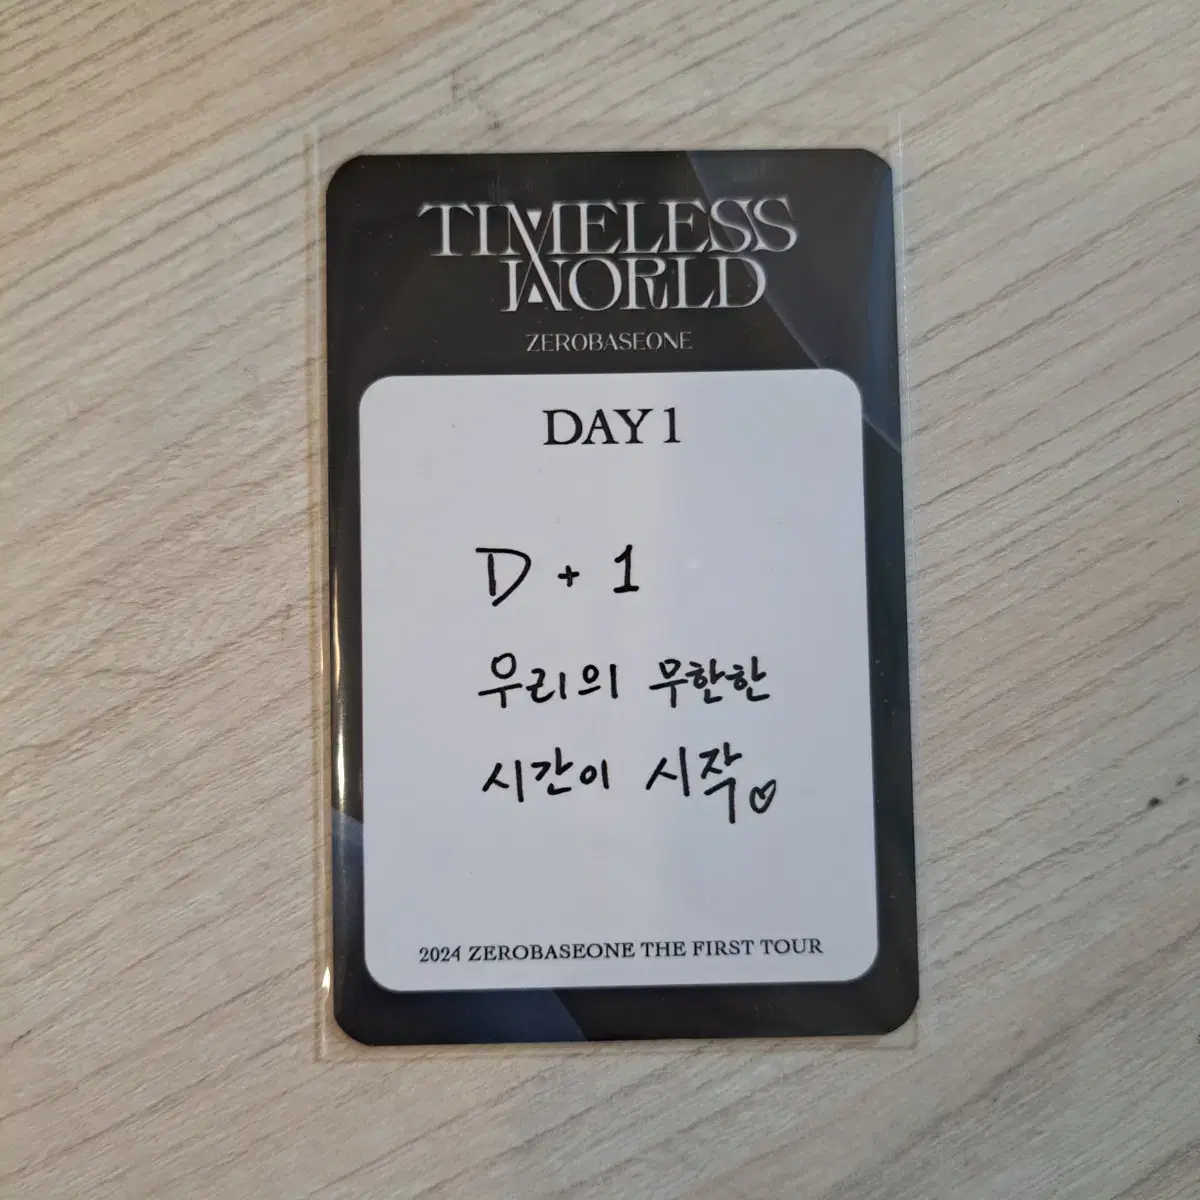 TIMELESS
WORLD
ZEROBASEONE
DAY 1
D + 1
우리의 무한한
시간이 시작♡
2024 ZEROBASEONE THE FIRST TOUR